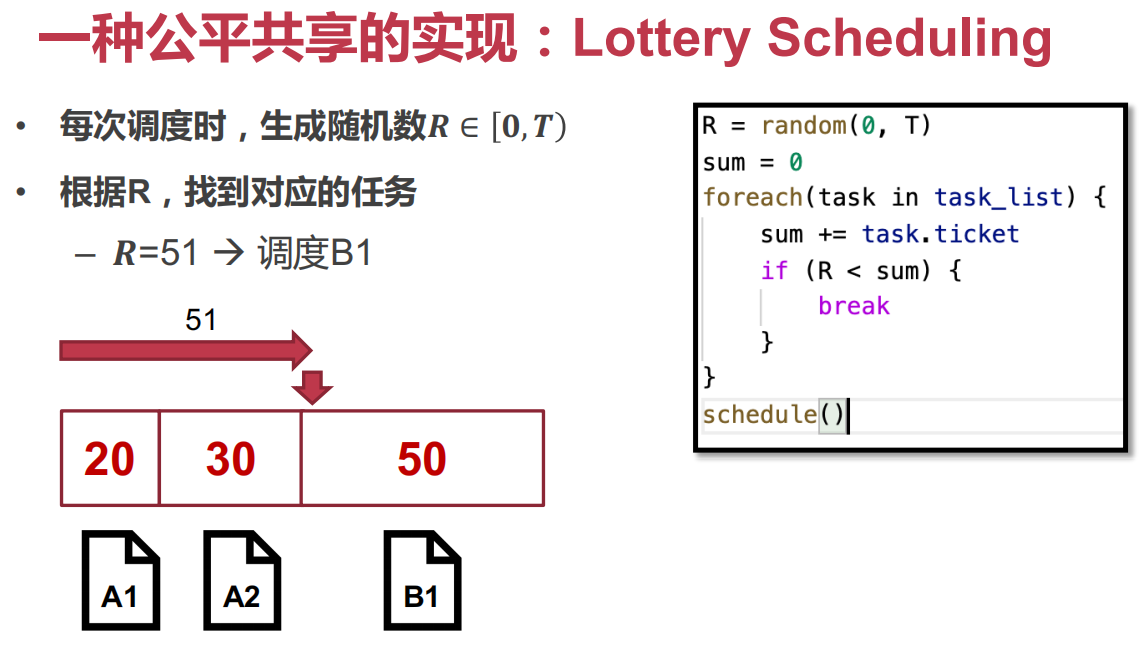 一种公平共享的实现：Lottery Scheduling
• 每次调度时，生成随机数R ∈ [0, T)
• 根据R，找到对应的任务
– R=51 → 调度B1
51
20 30 50
A1 A2 B1
R = random(0, T)
sum = 0
foreach(task in task_list) {
    sum += task.ticket
    if (R < sum) {
        break
    }
}
schedule()